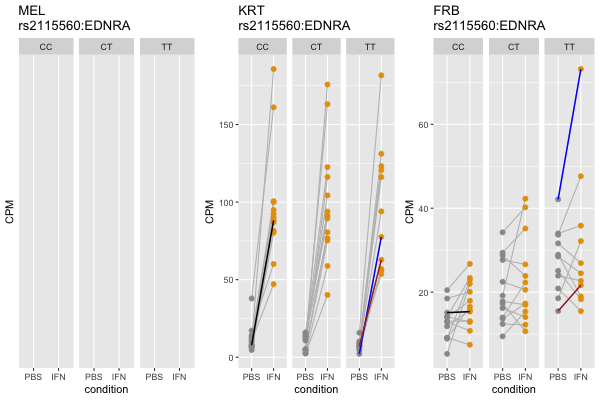 MEL
rs2115560:EDNRA
CC CT TT
CPM
PBS IFN PBS IFN PBS IFN
condition
KRT
rs2115560:EDNRA
CC CT TT
CPM
150
100
50
0
PBS IFN PBS IFN PBS IFN
condition
FRB
rs2115560:EDNRA
CC CT TT
CPM
60
40
20
PBS IFN PBS IFN PBS IFN
condition